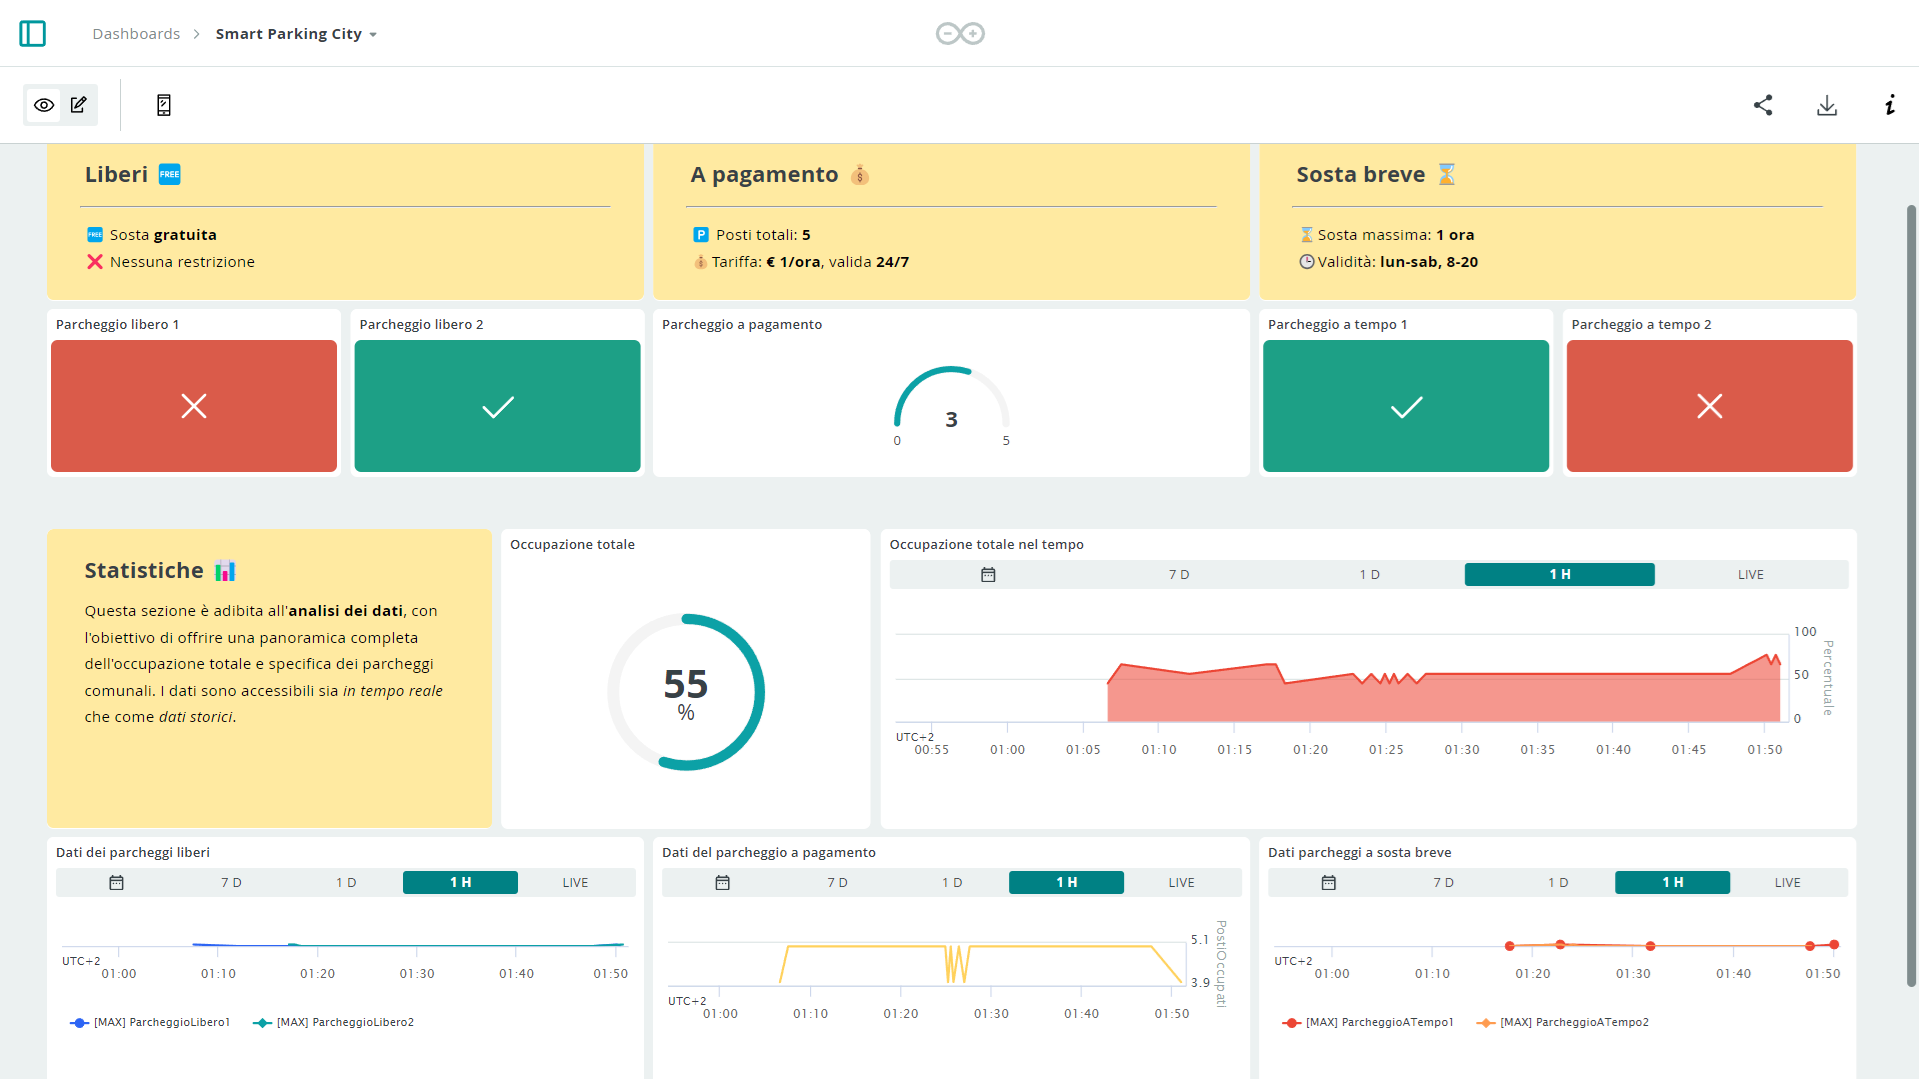 Dashboards
Smart Parking City
Liberi FREE
FREE Sosta gratuita
Nessuna restrizione
A pagamento
P Posti totali: 5
Tariffa: € 1/ora, valida 24/7
Sosta breve
Sosta massima: 1 ora
Validità: lun-sab, 8-20
Parcheggio libero 1
Parcheggio libero 2
Parcheggio a pagamento
3
0 5
Parcheggio a tempo 1
Parcheggio a tempo 2
Statistiche
Questa sezione è adibita all'analisi dei dati, con
l'obiettivo di offrire una panoramica completa
dell'occupazione totale e specifica dei parcheggi
comunali. I dati sono accessibili sia in tempo reale
che come dati storici.
Occupazione totale
55
%
Occupazione totale nel tempo
7 D 1 D 1 H LIVE
100
50
0
Percentuale
UTC+2
00:55 01:00 01:05 01:10 01:15 01:20 01:25 01:30 01:35 01:40 01:45 01:50
Dati dei parcheggi liberi
7 D 1 D 1 H LIVE
UTC+2
01:00 01:10 01:20 01:30 01:40 01:50
[MAX] ParcheggioLibero1 [MAX] ParcheggioLibero2
Dati del parcheggio a pagamento
7 D 1 D 1 H LIVE
5.1
3.9
PostiOccupati
UTC+2
01:00 01:10 01:20 01:30 01:40 01:50
Dati parcheggi a sosta breve
7 D 1 D 1 H LIVE
UTC+2
01:00 01:10 01:20 01:30 01:40 01:50
[MAX] ParcheggioATempo1 [MAX] ParcheggioATempo2